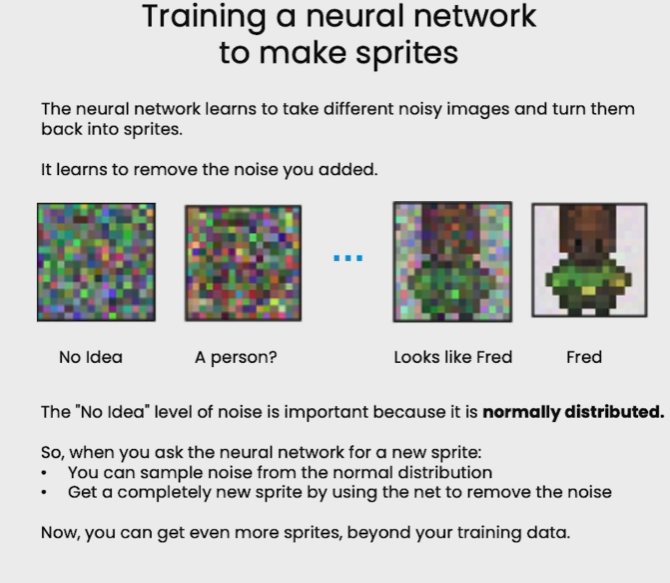 Training a neural network
to make sprites
The neural network learns to take different noisy images and turn them
back into sprites.
It learns to remove the noise you added.
...
No Idea
A person?
Looks like Fred
Fred
The "No Idea" level of noise is important because it is normally distributed.
So, when you ask the neural network for a new sprite:
• You can sample noise from the normal distribution
• Get a completely new sprite by using the net to remove the noise
Now, you can get even more sprites, beyond your training data.